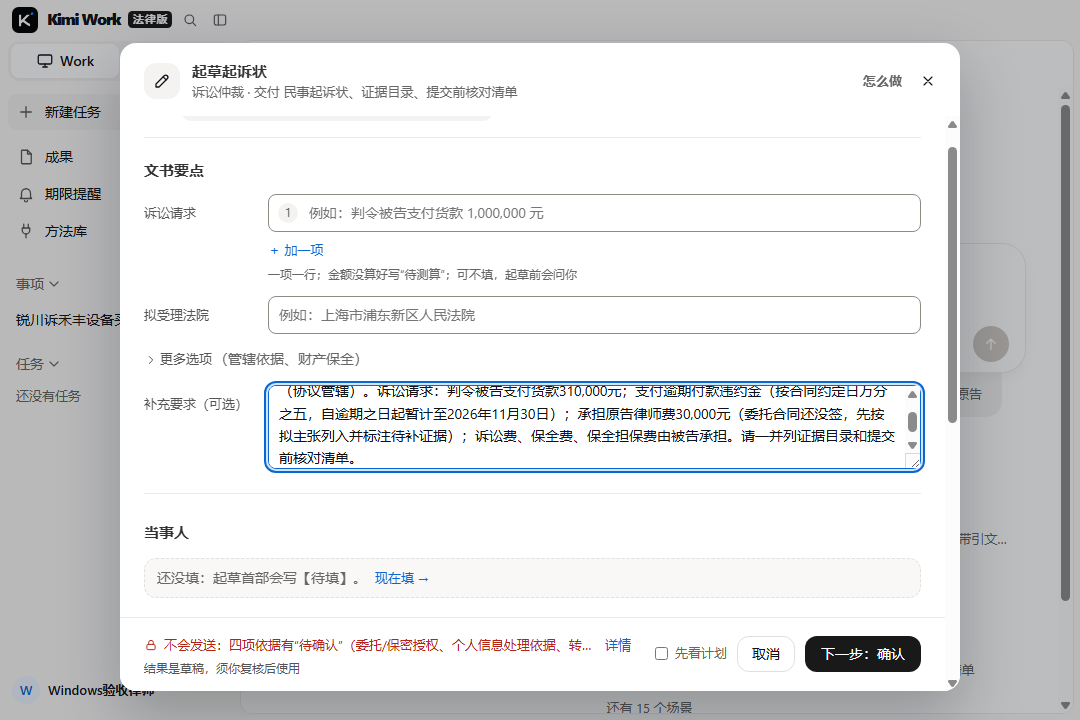 Kimi Work 法律版
Work
新建任务
成果
期限提醒
方法库
事项
锐川诉禾丰设备
任务
还没有任务
W Windows验收律师
起草起诉状
诉讼仲裁 · 交付 民事起诉状、证据目录、提交前核对清单
怎么做
文书要点
诉讼请求
1 例如：判令被告支付货款 1,000,000 元
+ 加一项
一项一行；金额没算好写“待测算”；可不填，起草前会问你
拟受理法院
例如：上海市浦东新区人民法院
更多选项（管辖依据、财产保全）
补充要求（可选）
（协议管辖）。诉讼请求：判令被告支付货款310,000元；支付逾期付款违约金（按合同约定日万分
之五，自逾期之日起暂计至2026年11月30日）；承担原告律师费30,000元（委托合同还没签，先按
拟主张列入并标注待补证据）；诉讼费、保全费、保全担保费由被告承担。请一并列证据目录和提交
前核对清单。
当事人
还没填：起草首部会写【待填】。 现在填 →
不会发送：四项依据有“待确认”（委托/保密授权、个人信息处理依据、转... 详情
结果是草稿，须你复核后使用
先看计划
取消
下一步：确认
原告
带引文...
单
还有 15 个场景